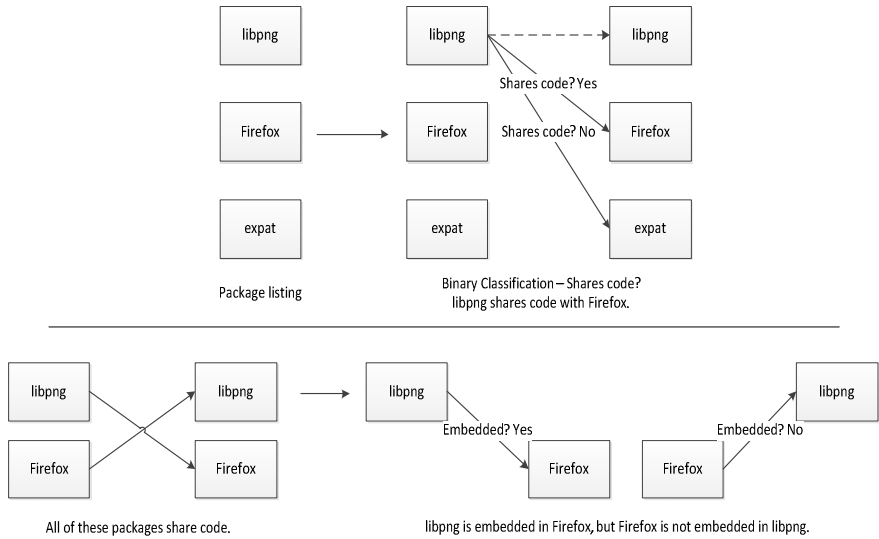 libpng
libpng
libpng
Shares code? Yes
Firefox
Firefox
Shares code? No
Firefox
expat
expat
expat
Package listing
Binary Classification – Shares code?
libpng shares code with Firefox.
libpng
libpng
libpng
libpng
Embedded? Yes
Embedded? No
Firefox
Firefox
Firefox
Firefox
All of these packages share code.
libpng is embedded in Firefox, but Firefox is not embedded in libpng.